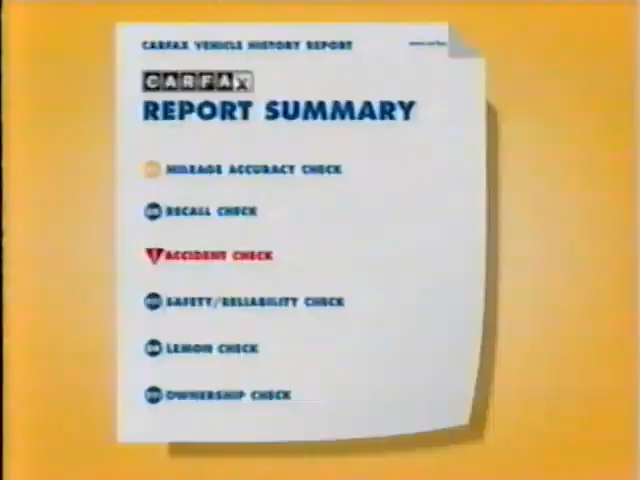 CARFAX VEHICLE HISTORY REPORT
CARFAX
REPORT SUMMARY
MILEAGE ACCURACY CHECK
RECALL CHECK
ACCIDENT CHECK
SAFETY/RELIABILITY CHECK
LEMON CHECK
OWNERSHIP CHECK